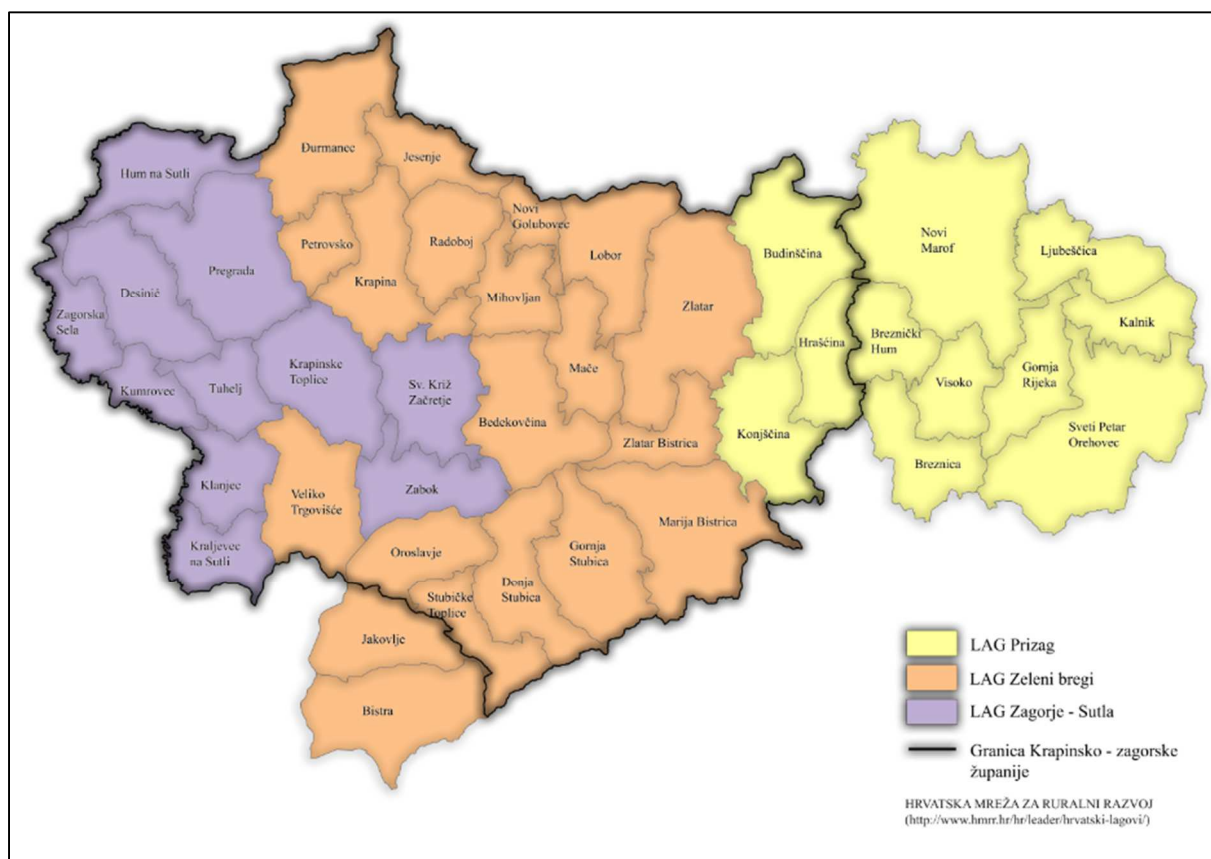 Đurmanec
Jesenje
Hum na Sutli
Novi
Golubovec
Petrovsko
Radoboj
Lobor
Budinščina
Novi
Marof
Ljubeščica
Pregrada
Krapina
Desinić
Mihovljan
Zlatar
Zagorska
Sela
Kalnik
Hrašćina
Breznički
Hum
Krapinske
Toplice
Sv. Križ
Začretje
Mače
Gornja
Rijeka
Visoko
Kumrovec
Tuhelj
Bedekovčina
Konjščina
Zlatar Bistrica
Sveti Petar
Orehovec
Breznica
Klanjec
Veliko
Trgovišće
Zabok
Marija Bistrica
Kraljevec
na Sutli
Oroslavje
Gornja
Stubica
Donja
Stubica
Stubičke
Toplice
Jakovlje
Bistra
LAG Prizag
LAG Zeleni bregi
LAG Zagorje - Sutla
Granica Krapinsko - zagorske
županije
HRVATSKA MREŽA ZA RURALNI RAZVOJ
(http://www.hmrr.hr/hr/leader/hrvatski-lagovi/)